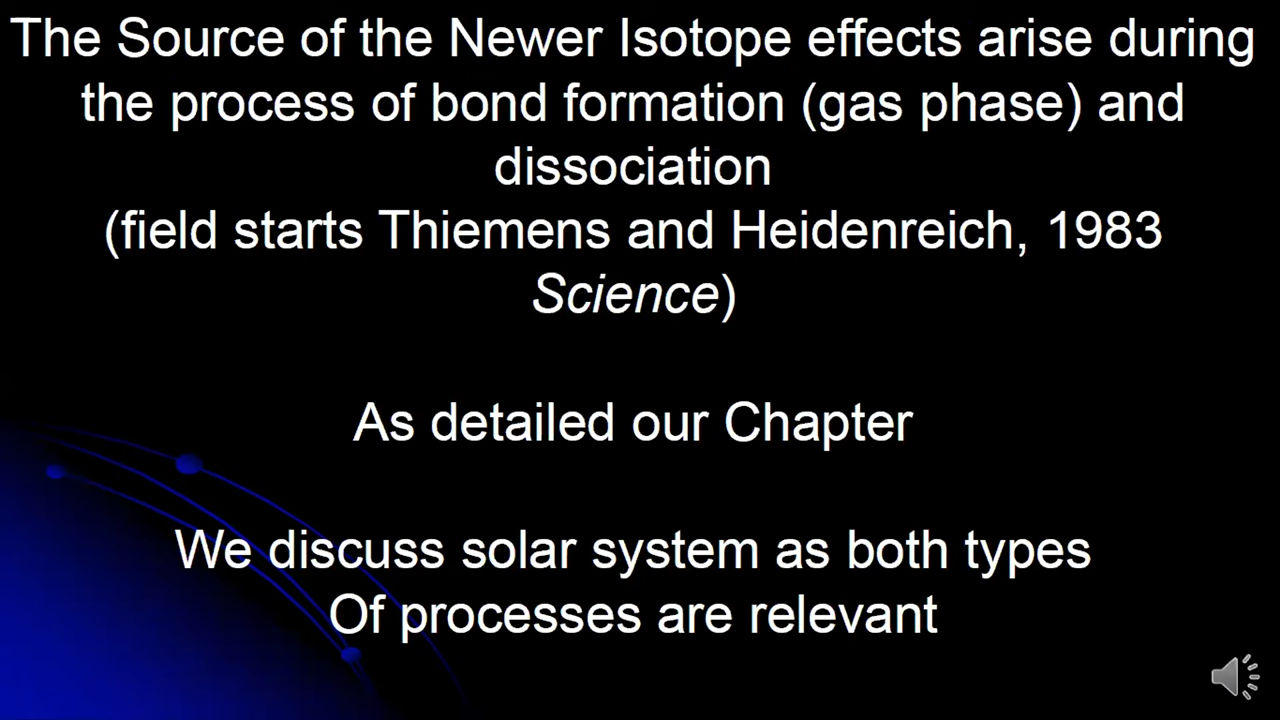 The Source of the Newer Isotope effects arise during
the process of bond formation (gas phase) and
dissociation
(field starts Thiemens and Heidenreich, 1983
Science)
As detailed our Chapter
We discuss solar system as both types
Of processes are relevant